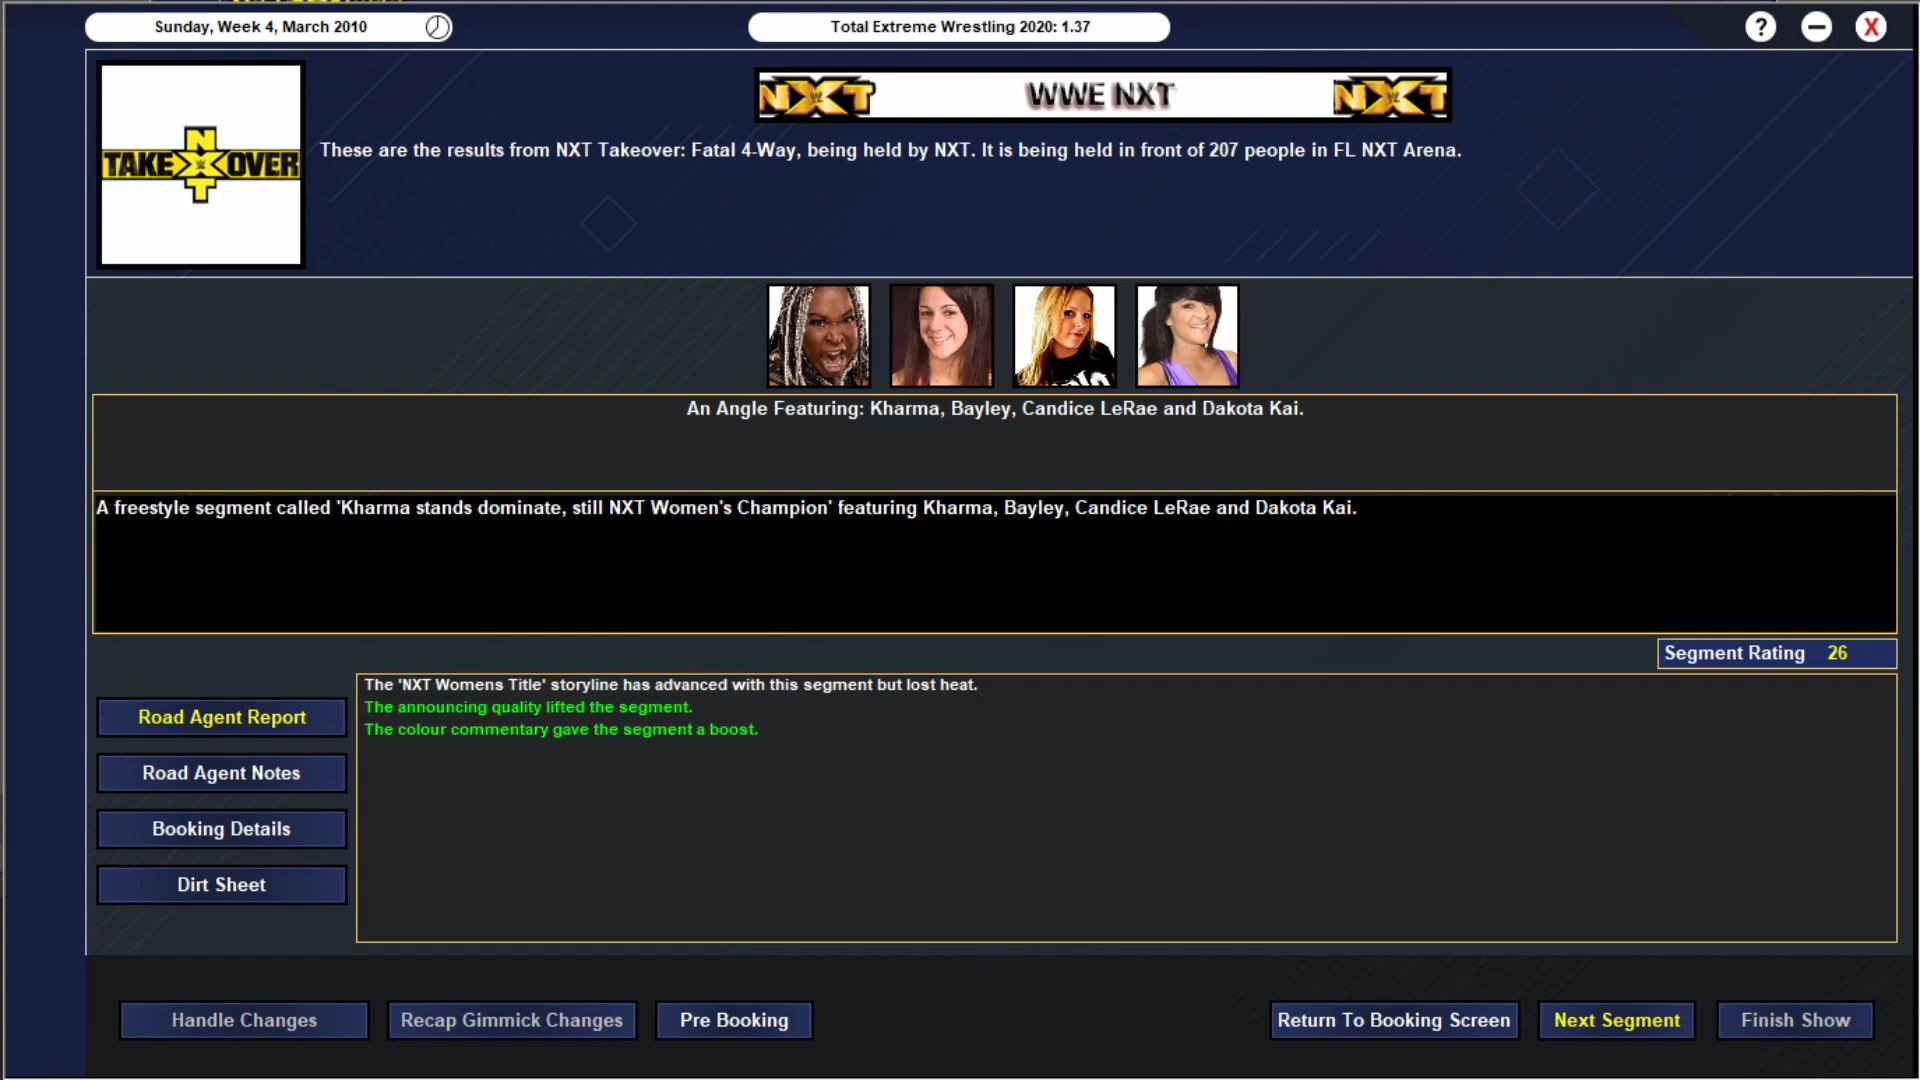 Sunday, Week 4, March 2010
Total Extreme Wrestling 2020: 1.37
?
X
NXT
WWE NXT
NXT
NXT
TAKEOVER
These are the results from NXT Takeover: Fatal 4-Way, being held by NXT. It is being held in front of 207 people in FL NXT Arena.
An Angle Featuring: Kharma, Bayley, Candice LeRae and Dakota Kai.
A freestyle segment called 'Kharma stands dominate, still NXT Women's Champion' featuring Kharma, Bayley, Candice LeRae and Dakota Kai.
Segment Rating 26
The 'NXT Womens Title' storyline has advanced with this segment but lost heat.
The announcing quality lifted the segment.
The colour commentary gave the segment a boost.
Road Agent Report
Road Agent Notes
Booking Details
Dirt Sheet
Handle Changes
Recap Gimmick Changes
Pre Booking
Return To Booking Screen
Next Segment
Finish Show